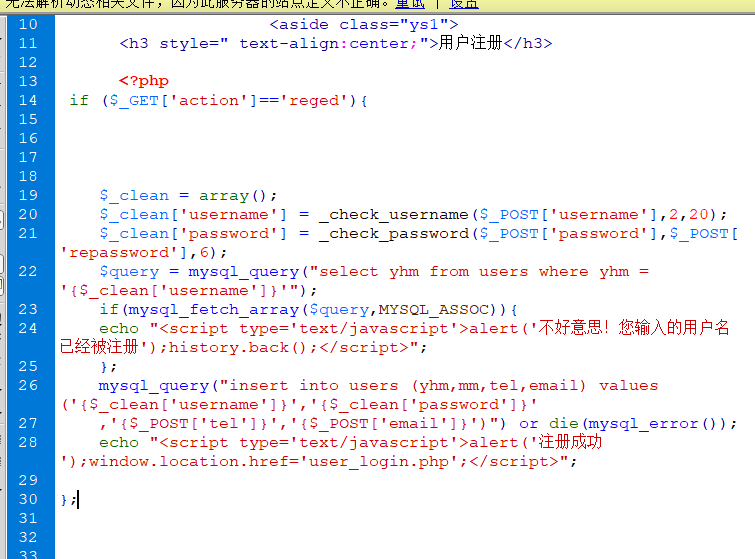 无法解析动态相关文件，因为此服务器的站点定义不正确。重试 | 设置
10 <aside class="ys1">
11 <h3 style=" text-align:center;">用户注册</h3>
12
13 <?php
14 if ($_GET['action']=='reged'){
15
16
17
18
19 $_clean = array();
20 $_clean['username'] = _check_username($_POST['username'],2,20);
21 $_clean['password'] = _check_password($_POST['password'],$_POST[
'repassword'],6);
22 $query = mysql_query("select yhm from users where yhm =
'{$_clean['username']}'");
23 if(mysql_fetch_array($query,MYSQL_ASSOC)){
24 echo "<script type='text/javascript'>alert('不好意思！您输入的用户名
已经被注册');history.back();</script>";
25 };
26 mysql_query("insert into users (yhm,mm,tel,email) values
('{$_clean['username']}','{$_clean['password']}'
27 ,'{$_POST['tel']}','{$_POST['email']}')") or die(mysql_error());
28 echo "<script type='text/javascript'>alert('注册成功
');window.location.href='user_login.php';</script>";
29
30 };
31
32
33